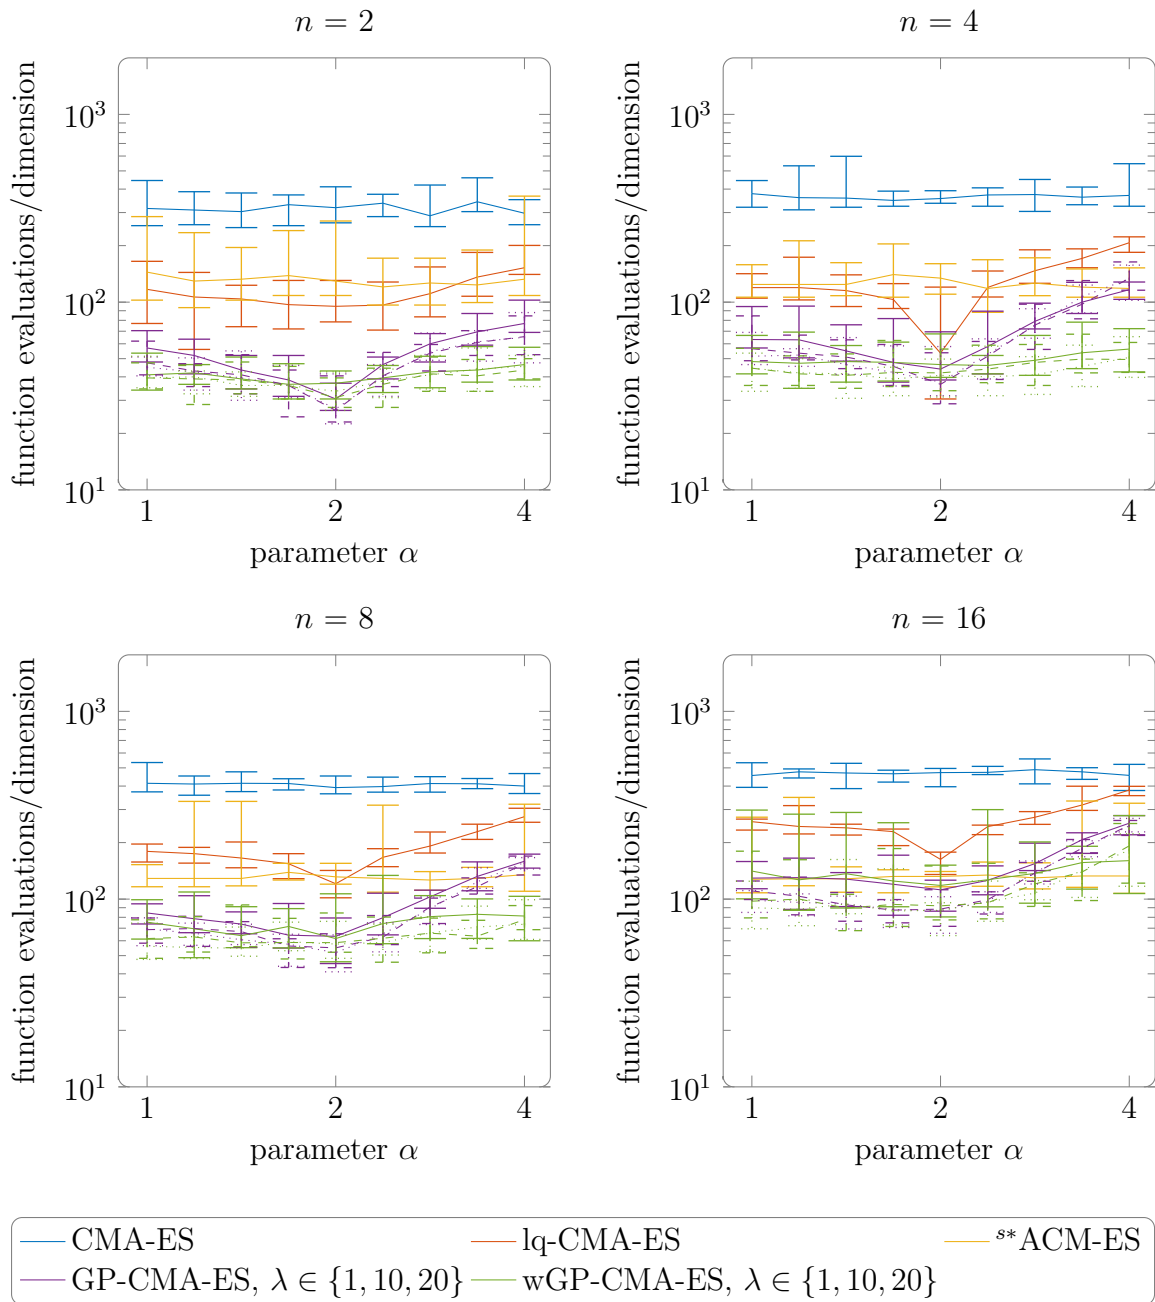 n = 2
n = 4
function evaluations/dimension
10^3
10^2
10^1
1
2
4
parameter α
function evaluations/dimension
10^3
10^2
10^1
1
2
4
parameter α
n = 8
n = 16
function evaluations/dimension
10^3
10^2
10^1
1
2
4
parameter α
function evaluations/dimension
10^3
10^2
10^1
1
2
4
parameter α
CMA-ES
lq-CMA-ES
^{s*}ACM-ES
GP-CMA-ES, λ ∈ {1, 10, 20}
wGP-CMA-ES, λ ∈ {1, 10, 20}